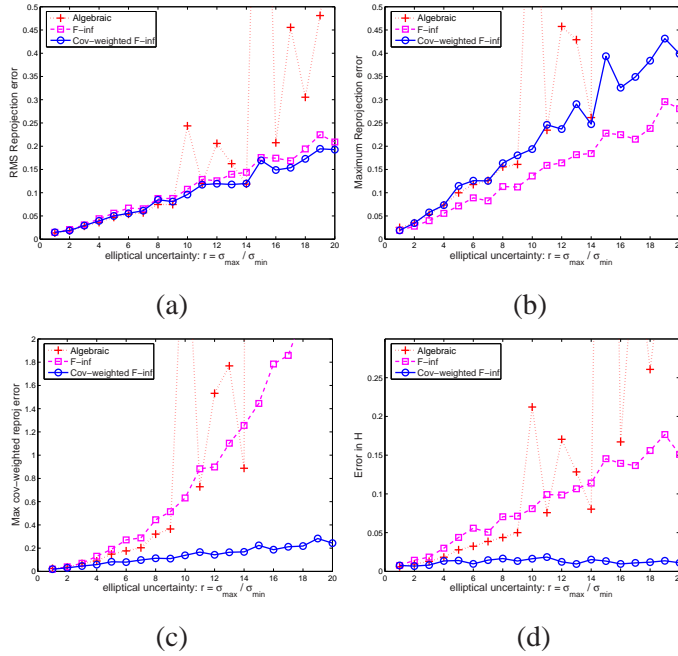 0.5
0.45
0.4
0.35
0.3
0.25
0.2
0.15
0.1
0.05
0
RMS Reprojection error
Algebraic
F−inf
Cov−weighted F−inf
0 2 4 6 8 10 12 14 16 18 20
elliptical uncertainty: r = σmax / σmin
(a)
0.5
0.45
0.4
0.35
0.3
0.25
0.2
0.15
0.1
0.05
0
Maximum Reprojection error
Algebraic
F−inf
Cov−weighted F−inf
0 2 4 6 8 10 12 14 16 18 20
elliptical uncertainty: r = σmax / σmin
(b)
2
1.8
1.6
1.4
1.2
1
0.8
0.6
0.4
0.2
0
Max cov−weighted reproj error
Algebraic
F−inf
Cov−weighted F−inf
0 2 4 6 8 10 12 14 16 18 20
elliptical uncertainty: r = σmax / σmin
(c)
0.25
0.2
0.15
0.1
0.05
0
Error in H
Algebraic
F−inf
Cov−weighted F−inf
0 2 4 6 8 10 12 14 16 18 20
elliptical uncertainty: r = σmax / σmin
(d)